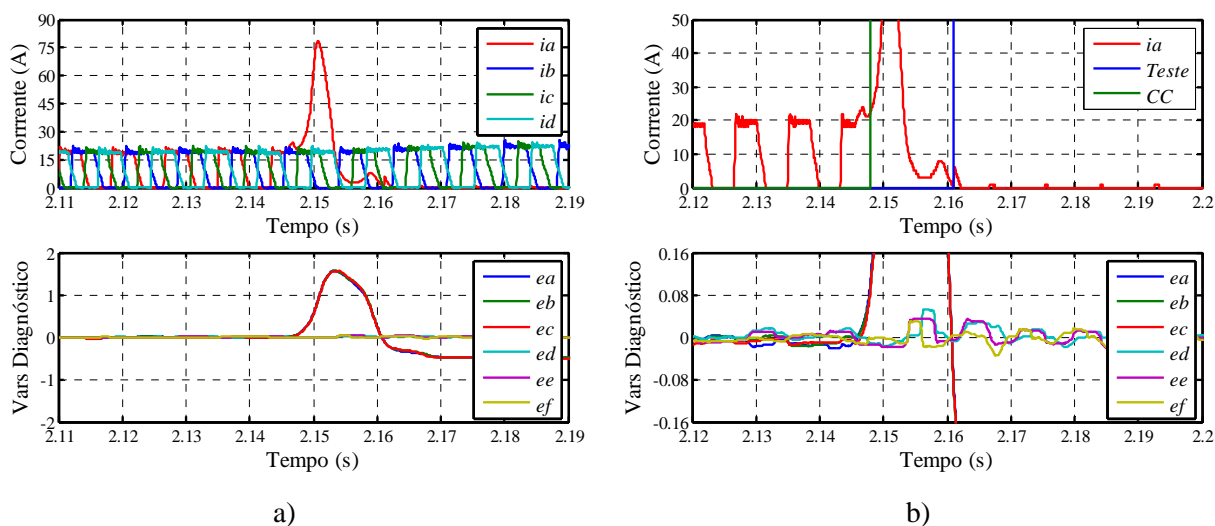 Corrente (A)
90
75
60
45
30
15
0
2.11 2.12 2.13 2.14 2.15 2.16 2.17 2.18 2.19
Tempo (s)
ia
ib
ic
id
Corrente (A)
50
40
30
20
10
0
2.12 2.13 2.14 2.15 2.16 2.17 2.18 2.19 2.2
Tempo (s)
ia
Teste
CC
Vars Diagnóstico
2
1
0
-1
-2
2.11 2.12 2.13 2.14 2.15 2.16 2.17 2.18 2.19
Tempo (s)
ea
eb
ec
ed
ee
ef
Vars Diagnóstico
0.16
0.08
0
-0.08
-0.16
2.12 2.13 2.14 2.15 2.16 2.17 2.18 2.19 2.2
Tempo (s)
ea
eb
ec
ed
ee
ef
a)
b)